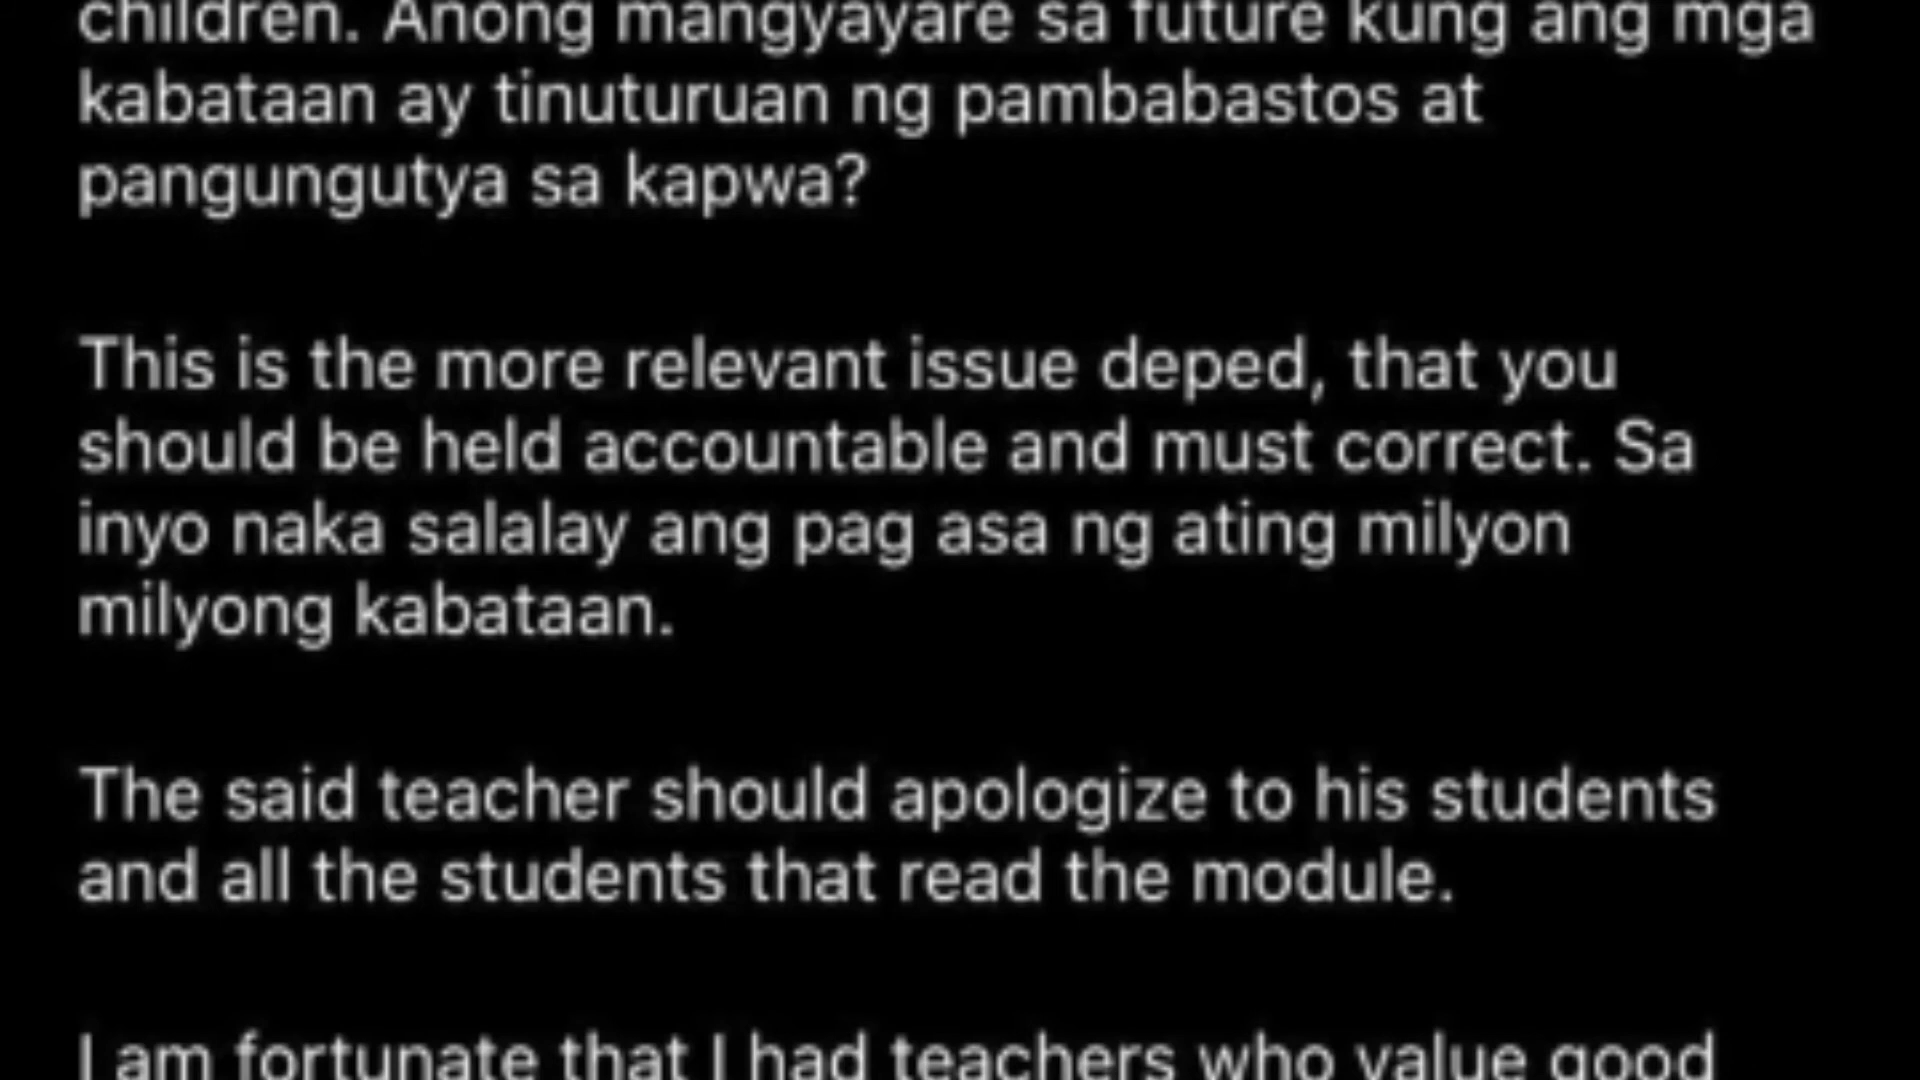 children. Anong mangyayare sa future kung ang mga
kabataan ay tinuturuan ng pambabastos at
pangungutya sa kapwa?
This is the more relevant issue deped, that you
should be held accountable and must correct. Sa
inyo naka salalay ang pag asa ng ating milyon
milyong kabataan.
The said teacher should apologize to his students
and all the students that read the module.
I am fortunate that I had teachers who value good